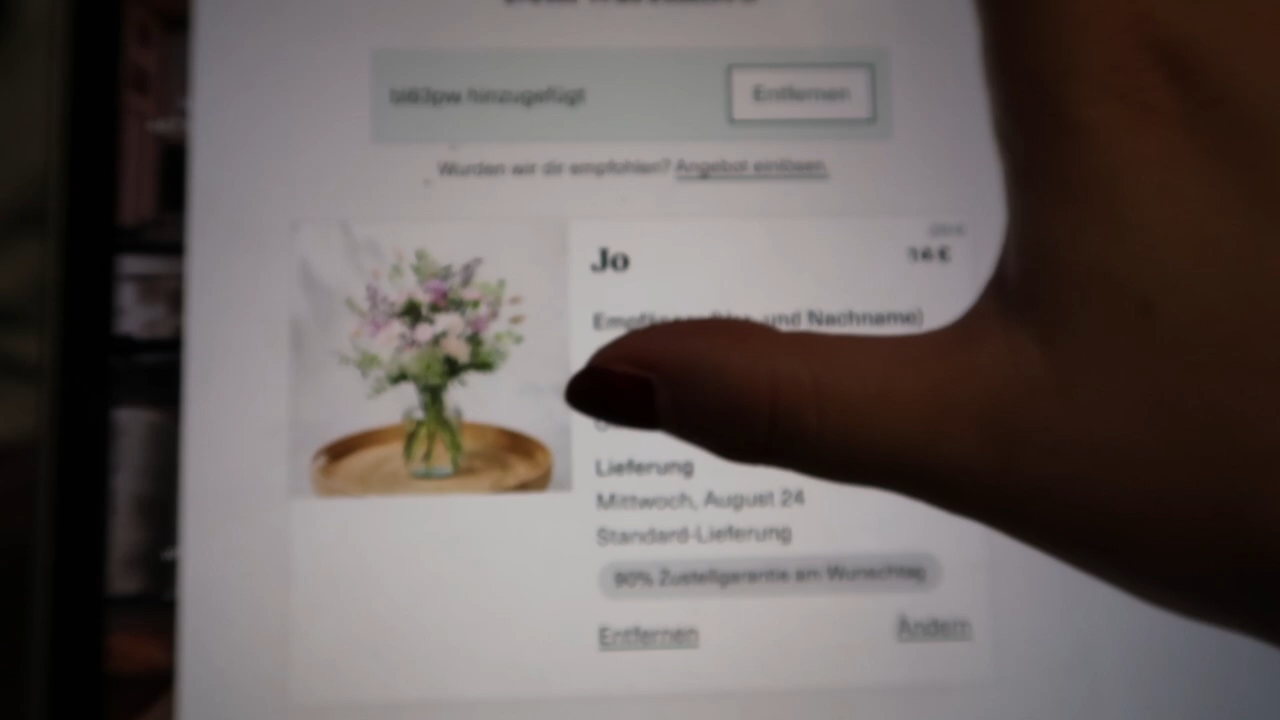 hinzugefügt
Entfernen
Wurden wir dir empfohlen? Angebot einlösen.
Jo
und Nachname)
Lieferung
Mittwoch, August 24
Standard-Lieferung
90% Zustellgarantie am Wunschtag
Entfernen
Ändern